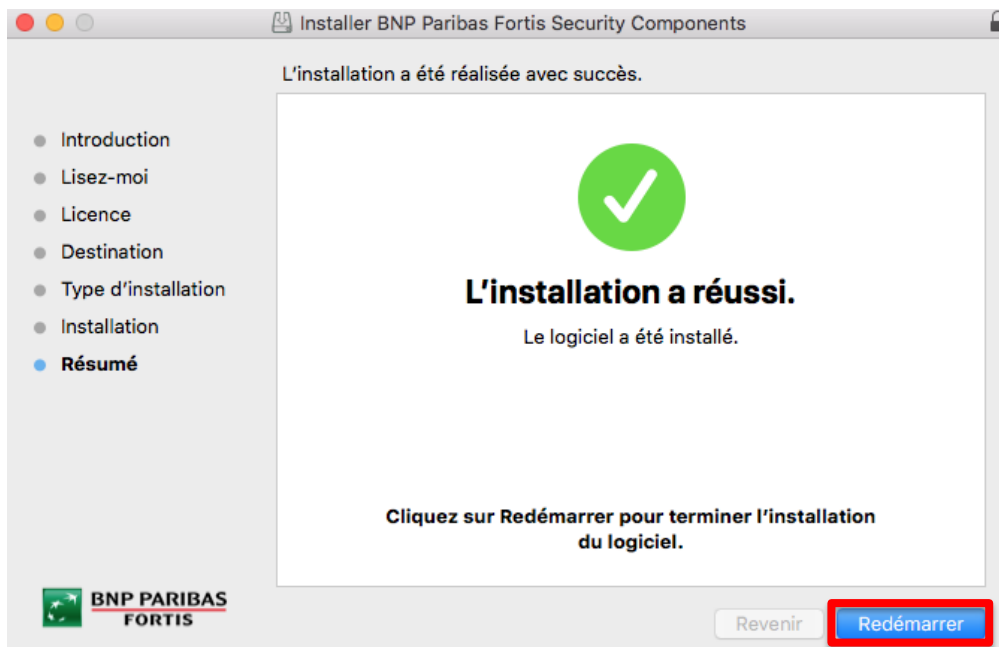 Installer BNP Paribas Fortis Security Components
L'installation a été réalisée avec succès.
Introduction
Lisez-moi
Licence
Destination
Type d'installation
Installation
Résumé
L'installation a réussi.
Le logiciel a été installé.
Cliquez sur Redémarrer pour terminer l'installation
du logiciel.
BNP PARIBAS
FORTIS
Revenir
Redémarrer